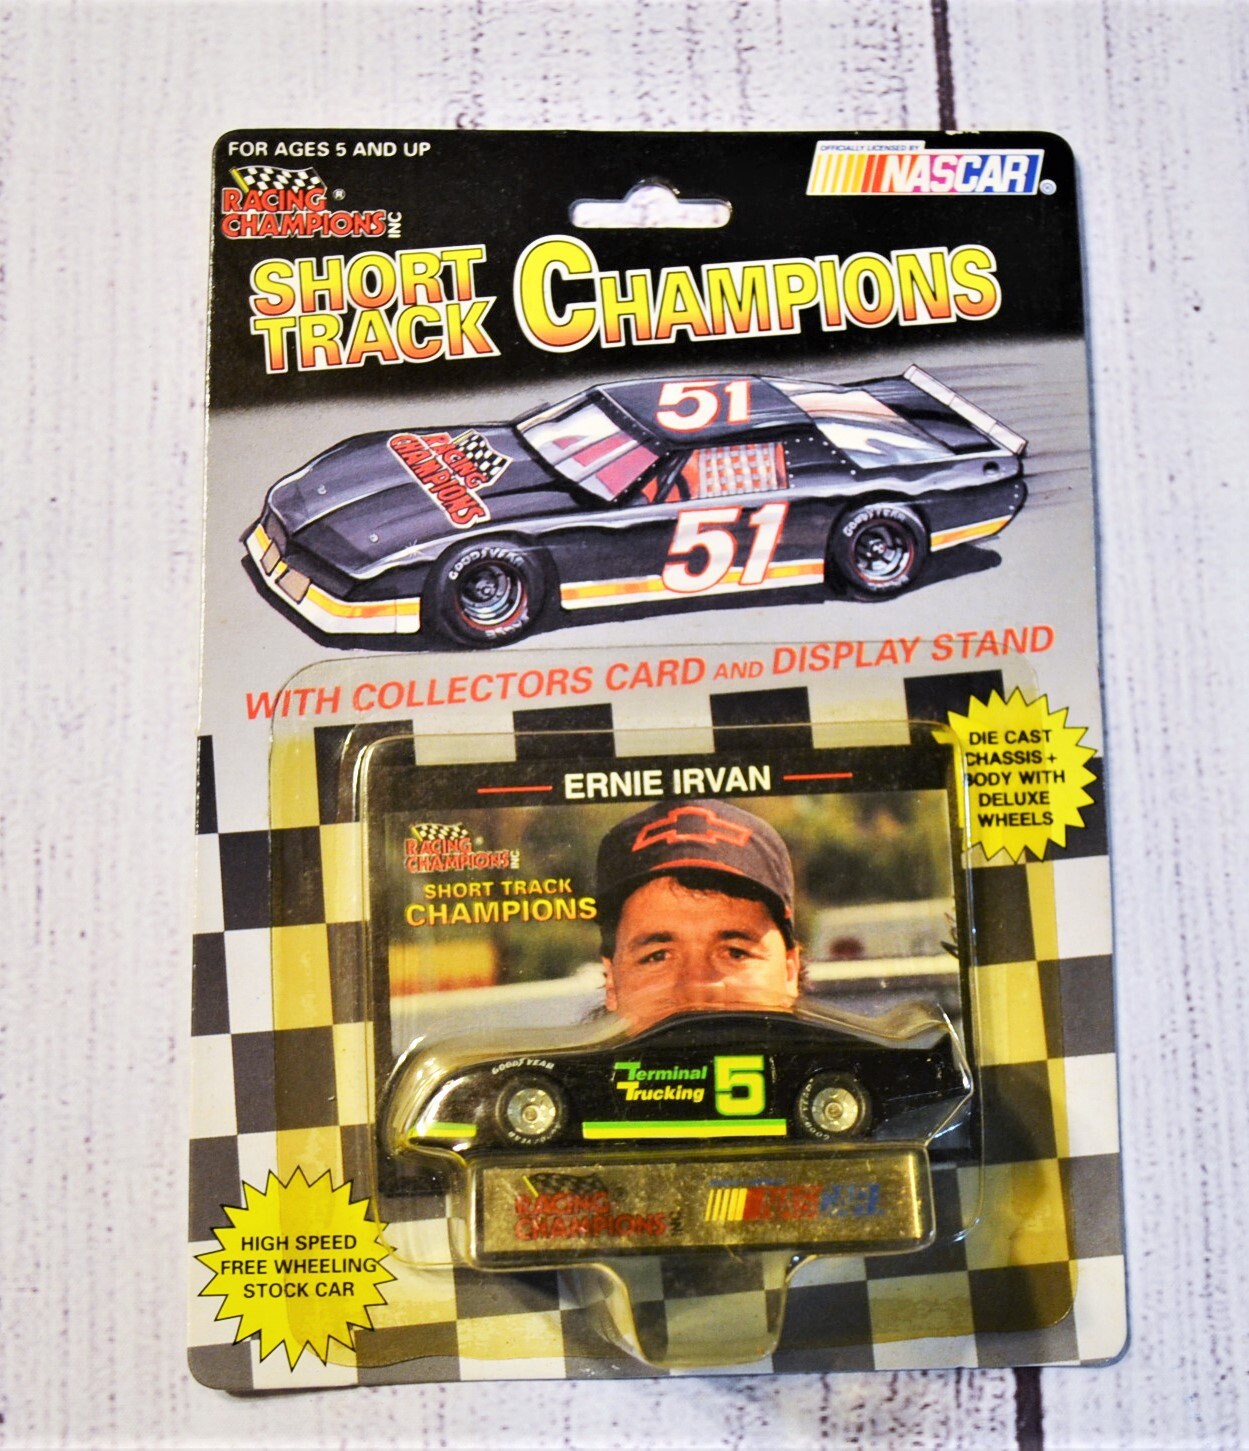 FOR AGES 5 AND UP
OFFICIALLY LICENSED BY
NASCAR®
RACING ®
CHAMPIONS INC
SHORT
TRACK
CHAMPIONS
51
RACING
CHAMPIONS
51
GOODYEAR
GOODYEAR
WITH COLLECTORS CARD AND DISPLAY STAND
DIE CAST
CHASSIS +
BODY WITH
DELUXE
WHEELS
ERNIE IRVAN
RACING
CHAMPIONS INC
SHORT TRACK
CHAMPIONS
GOODYEAR
Terminal
Trucking
5
RACING
CHAMPIONS
NASCAR
HIGH SPEED
FREE WHEELING
STOCK CAR